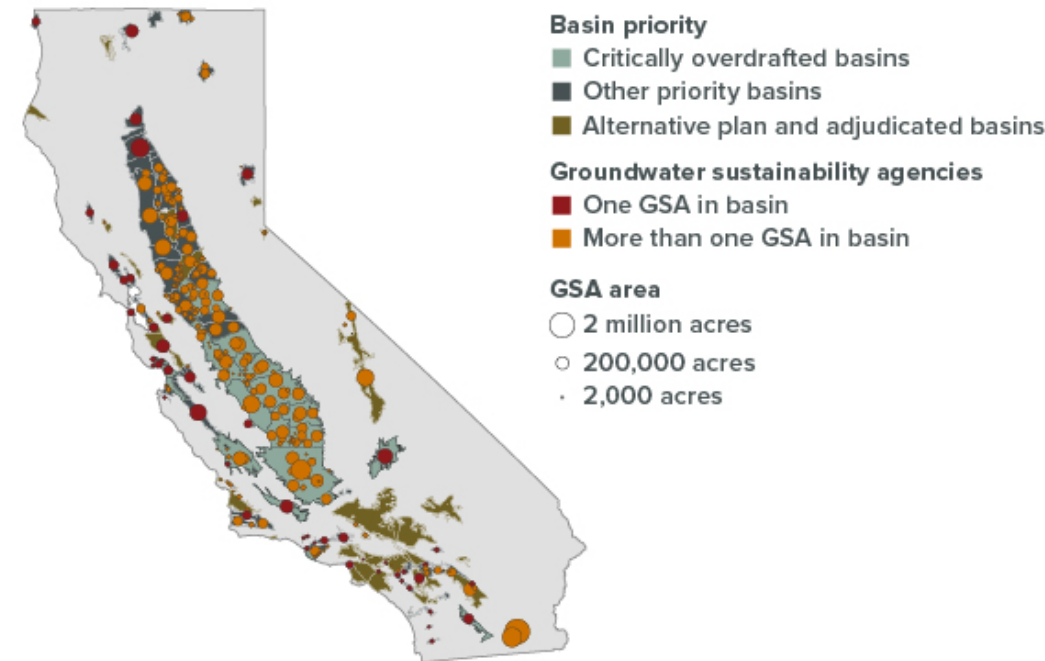 Basin priority
Critically overdrafted basins
Other priority basins
Alternative plan and adjudicated basins
Groundwater sustainability agencies
One GSA in basin
More than one GSA in basin
GSA area
2 million acres
200,000 acres
2,000 acres